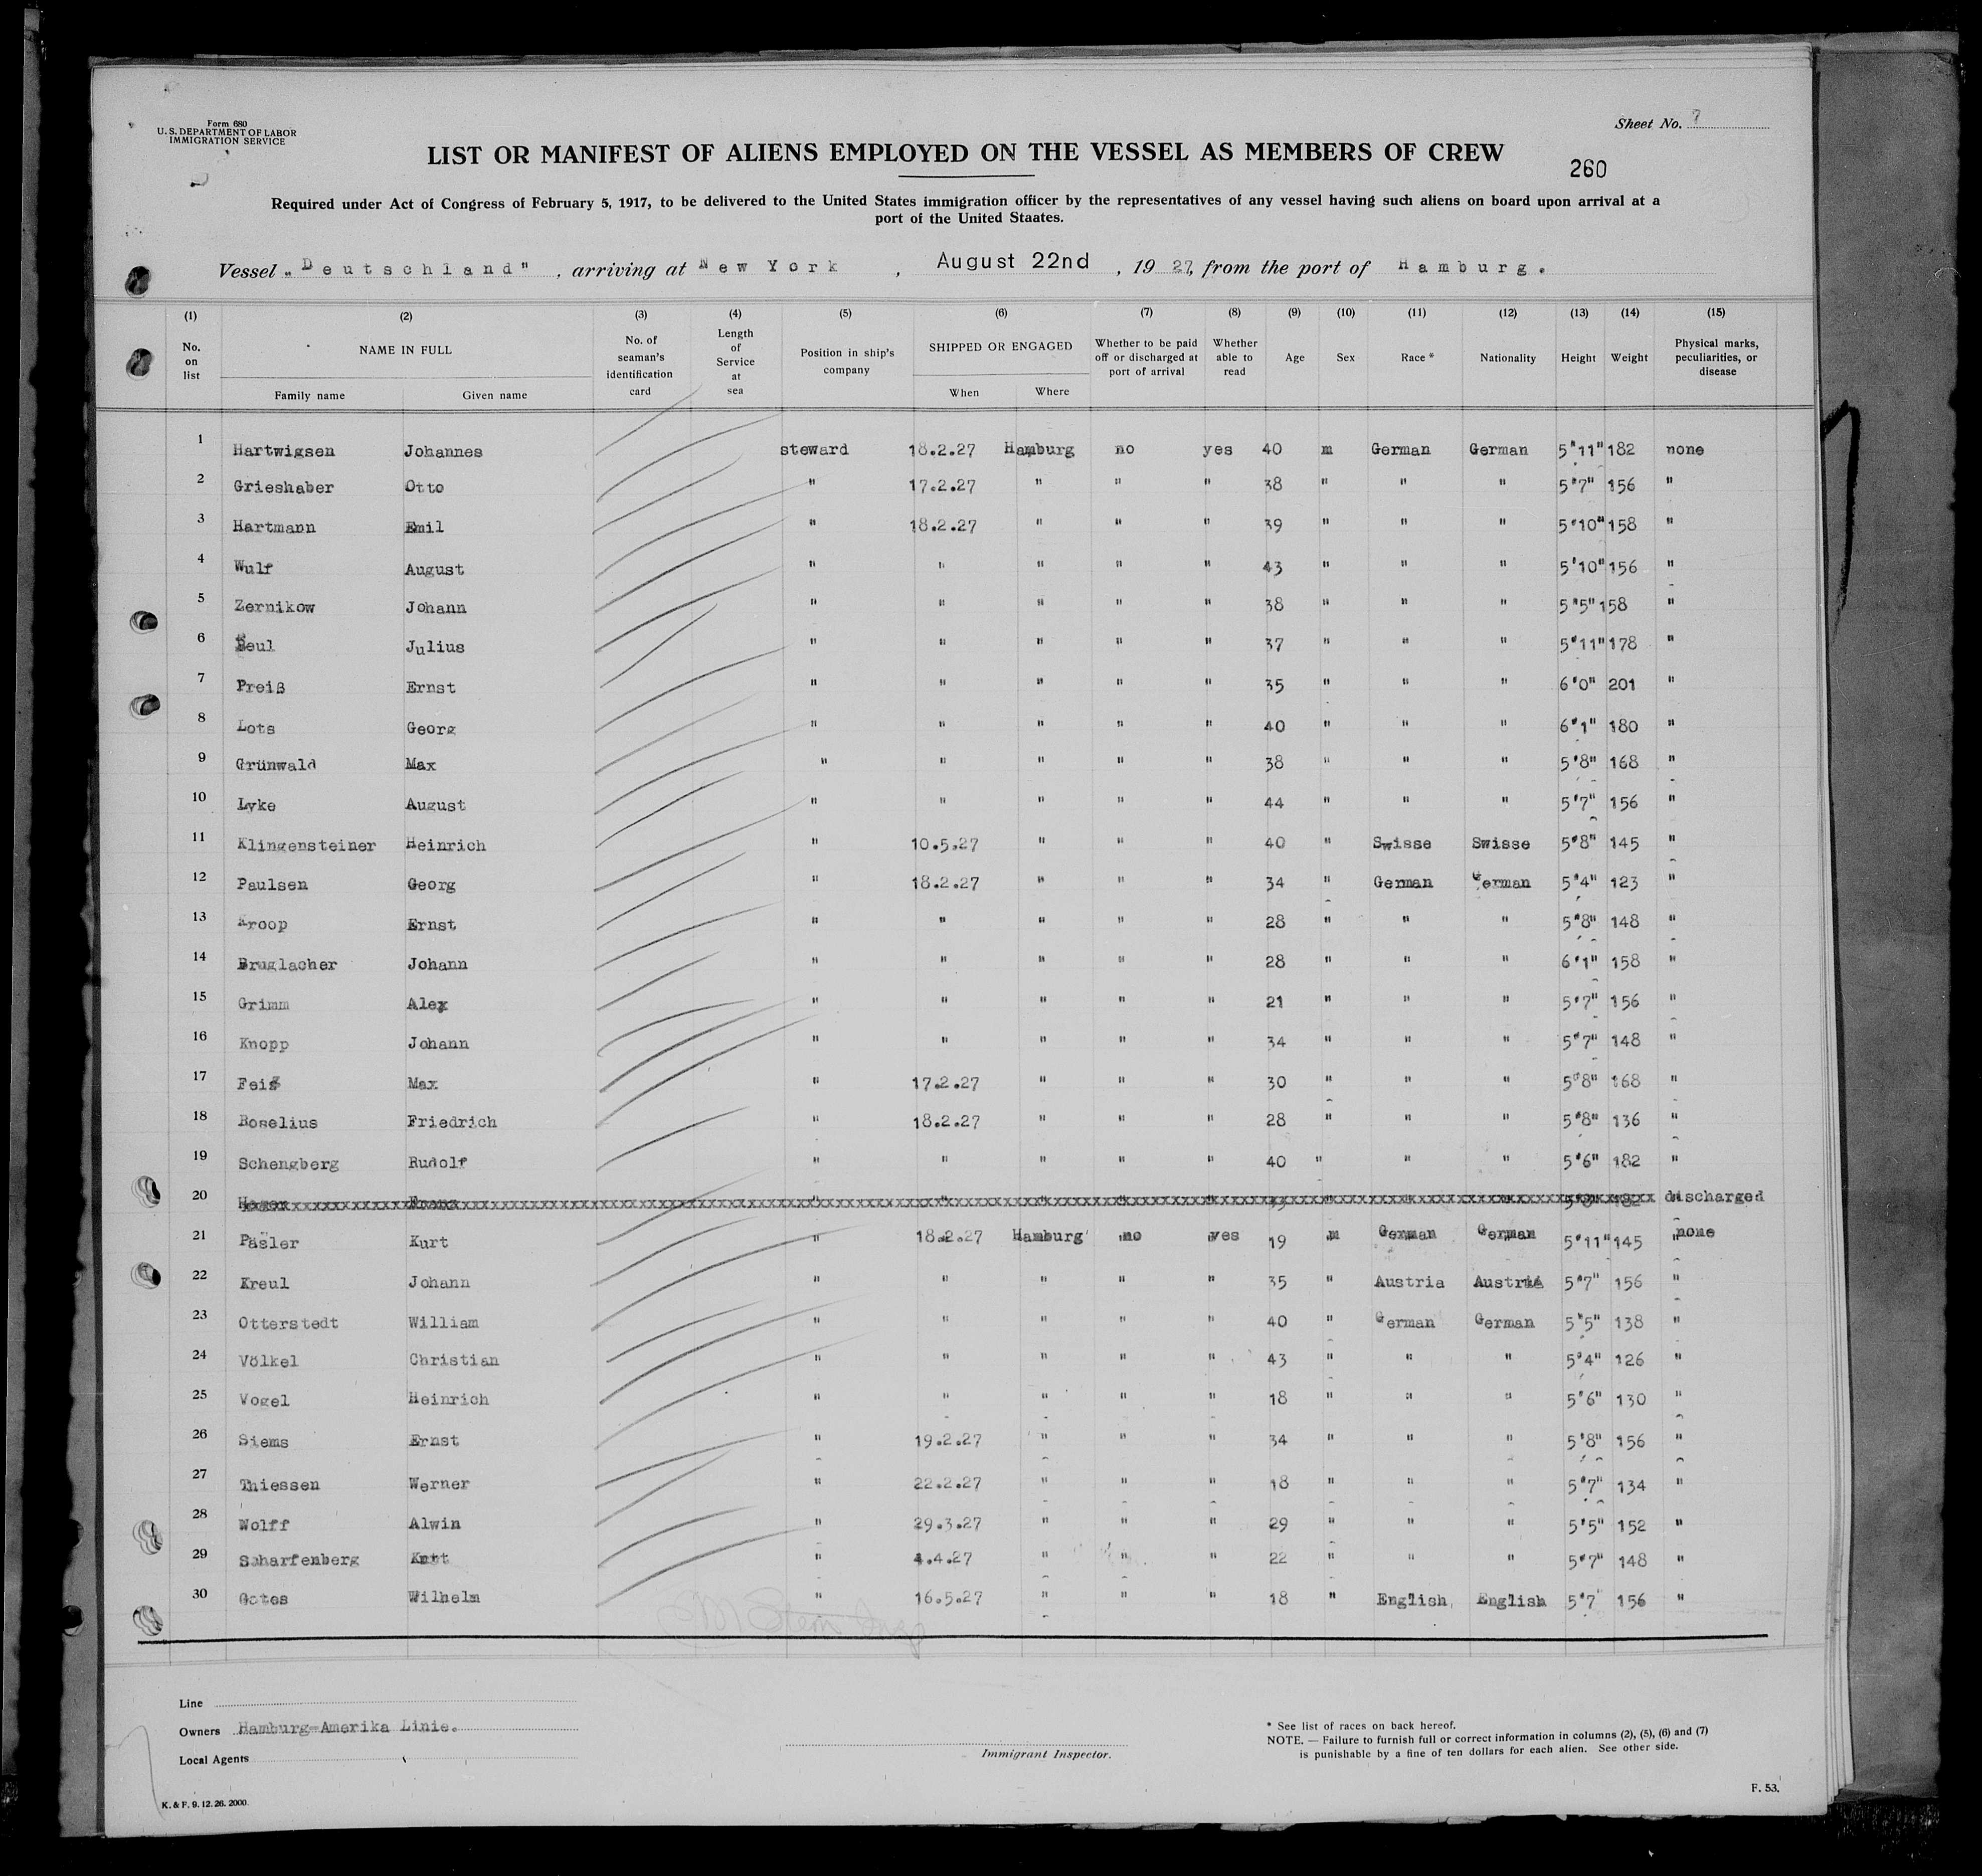 Form 680
U. S. DEPARTMENT OF LABOR
IMMIGRATION SERVICE
Sheet No.
LIST OR MANIFEST OF ALIENS EMPLOYED ON THE VESSEL AS MEMBERS OF CREW
260
Required under Act of Congress of February 5, 1917, to be delivered to the United States immigration officer by the representatives of any vessel having such aliens on board upon arrival at a
port of the United Staates.
Vessel „Deutschland" , arriving at New York , August 22nd , 1927, from the port of Hamburg.
(1) (2) (3) (4) (5) (6) (7) (8) (9) (10) (11) (12) (13) (14) (15)
No. on list NAME IN FULL Family name Given name No. of seaman's identification card Length of Service at sea Position in ship's company SHIPPED OR ENGAGED When Where Whether to be paid off or discharged at port of arrival Whether able to read Age Sex Race * Nationality Height Weight Physical marks, peculiarities, or disease
1 Hartwigsen Johannes steward 18.2.27 Hamburg no yes 40 m German German 5"11" 182 none
2 Grieshaber Otto " 17.2.27 " " " 38 " " " 5"7" 156 "
3 Hartmann Emil " 18.2.27 " " " 39 " " " 5'10" 158 "
4 Wulf August " " " " " 43 " " " 5'10" 156 "
5 Zernikow Johann " " " " " 38 " " " 5"5" 158 "
6 Beul Julius " " " " " 37 " " " 5"11" 178 "
7 Preiß Ernst " " " " " 35 " " " 6'0" 201 "
8 Lots Georg " " " " " 40 " " " 6"1" 180 "
9 Grünwald Max " " " " " 38 " " " 5'8" 168 "
10 Lyke August " " " " " 44 " " " 5"7" 156 "
11 Klingensteiner Heinrich " 10.5.27 " " " 40 " Swisse Swisse 5"8" 145 "
12 Paulsen Georg " 18.2.27 " " " 34 " German German 5"4" 123 "
13 Kroop Ernst " " " " " 28 " " " 5"8" 148 "
14 Bruglacher Johann " " " " " 28 " " " 6'1" 158 "
15 Grimm Alex " " " " " 21 " " " 5'7" 156 "
16 Knopp Johann " " " " " 34 " " " 5"7" 148 "
17 Feiß Max " 17.2.27 " " " 30 " " " 5"8" 168 "
18 Roselius Friedrich " 18.2.27 " " " 28 " " " 5"8" 136 "
19 Schengberg Rudolf " " " " " 40 " " " 5"6" 182 "
20 Hager Franz " " " " " " " " discharged
21 Päsler Kurt " 18.2.27 Hamburg no yes 19 m German German 5"11" 145 none
22 Kreul Johann " " " " " 35 " Austria Austria 5"7" 156 "
23 Otterstedt William " " " " " 40 " German German 5"5" 138 "
24 Völkel Christian " " " " " 43 " " " 5"4" 126 "
25 Vogel Heinrich " " " " " 18 " " " 5"6" 130 "
26 Siems Ernst " 19.2.27 " " " 34 " " " 5'8" 156 "
27 Thiessen Werner " 22.2.27 " " " 18 " " " 5"7" 134 "
28 Wolff Alwin " 29.3.27 " " " 29 " " " 5'5" 152 "
29 Scharfenberg Kurt " 4.4.27 " " " 22 " " " 5"7" 148 "
30 Gotes Wilhelm " 16.5.27 " " " 18 " English English 5"7 156 "
Line
Owners Hamburg-Amerika Linie.
Local Agents
Immigrant Inspector.
* See list of races on back hereof.
NOTE. — Failure to furnish full or correct information in columns (2), (5), (6) and (7)
is punishable by a fine of ten dollars for each alien. See other side.
K. & F. 9. 12. 26. 2000.
F. 53.